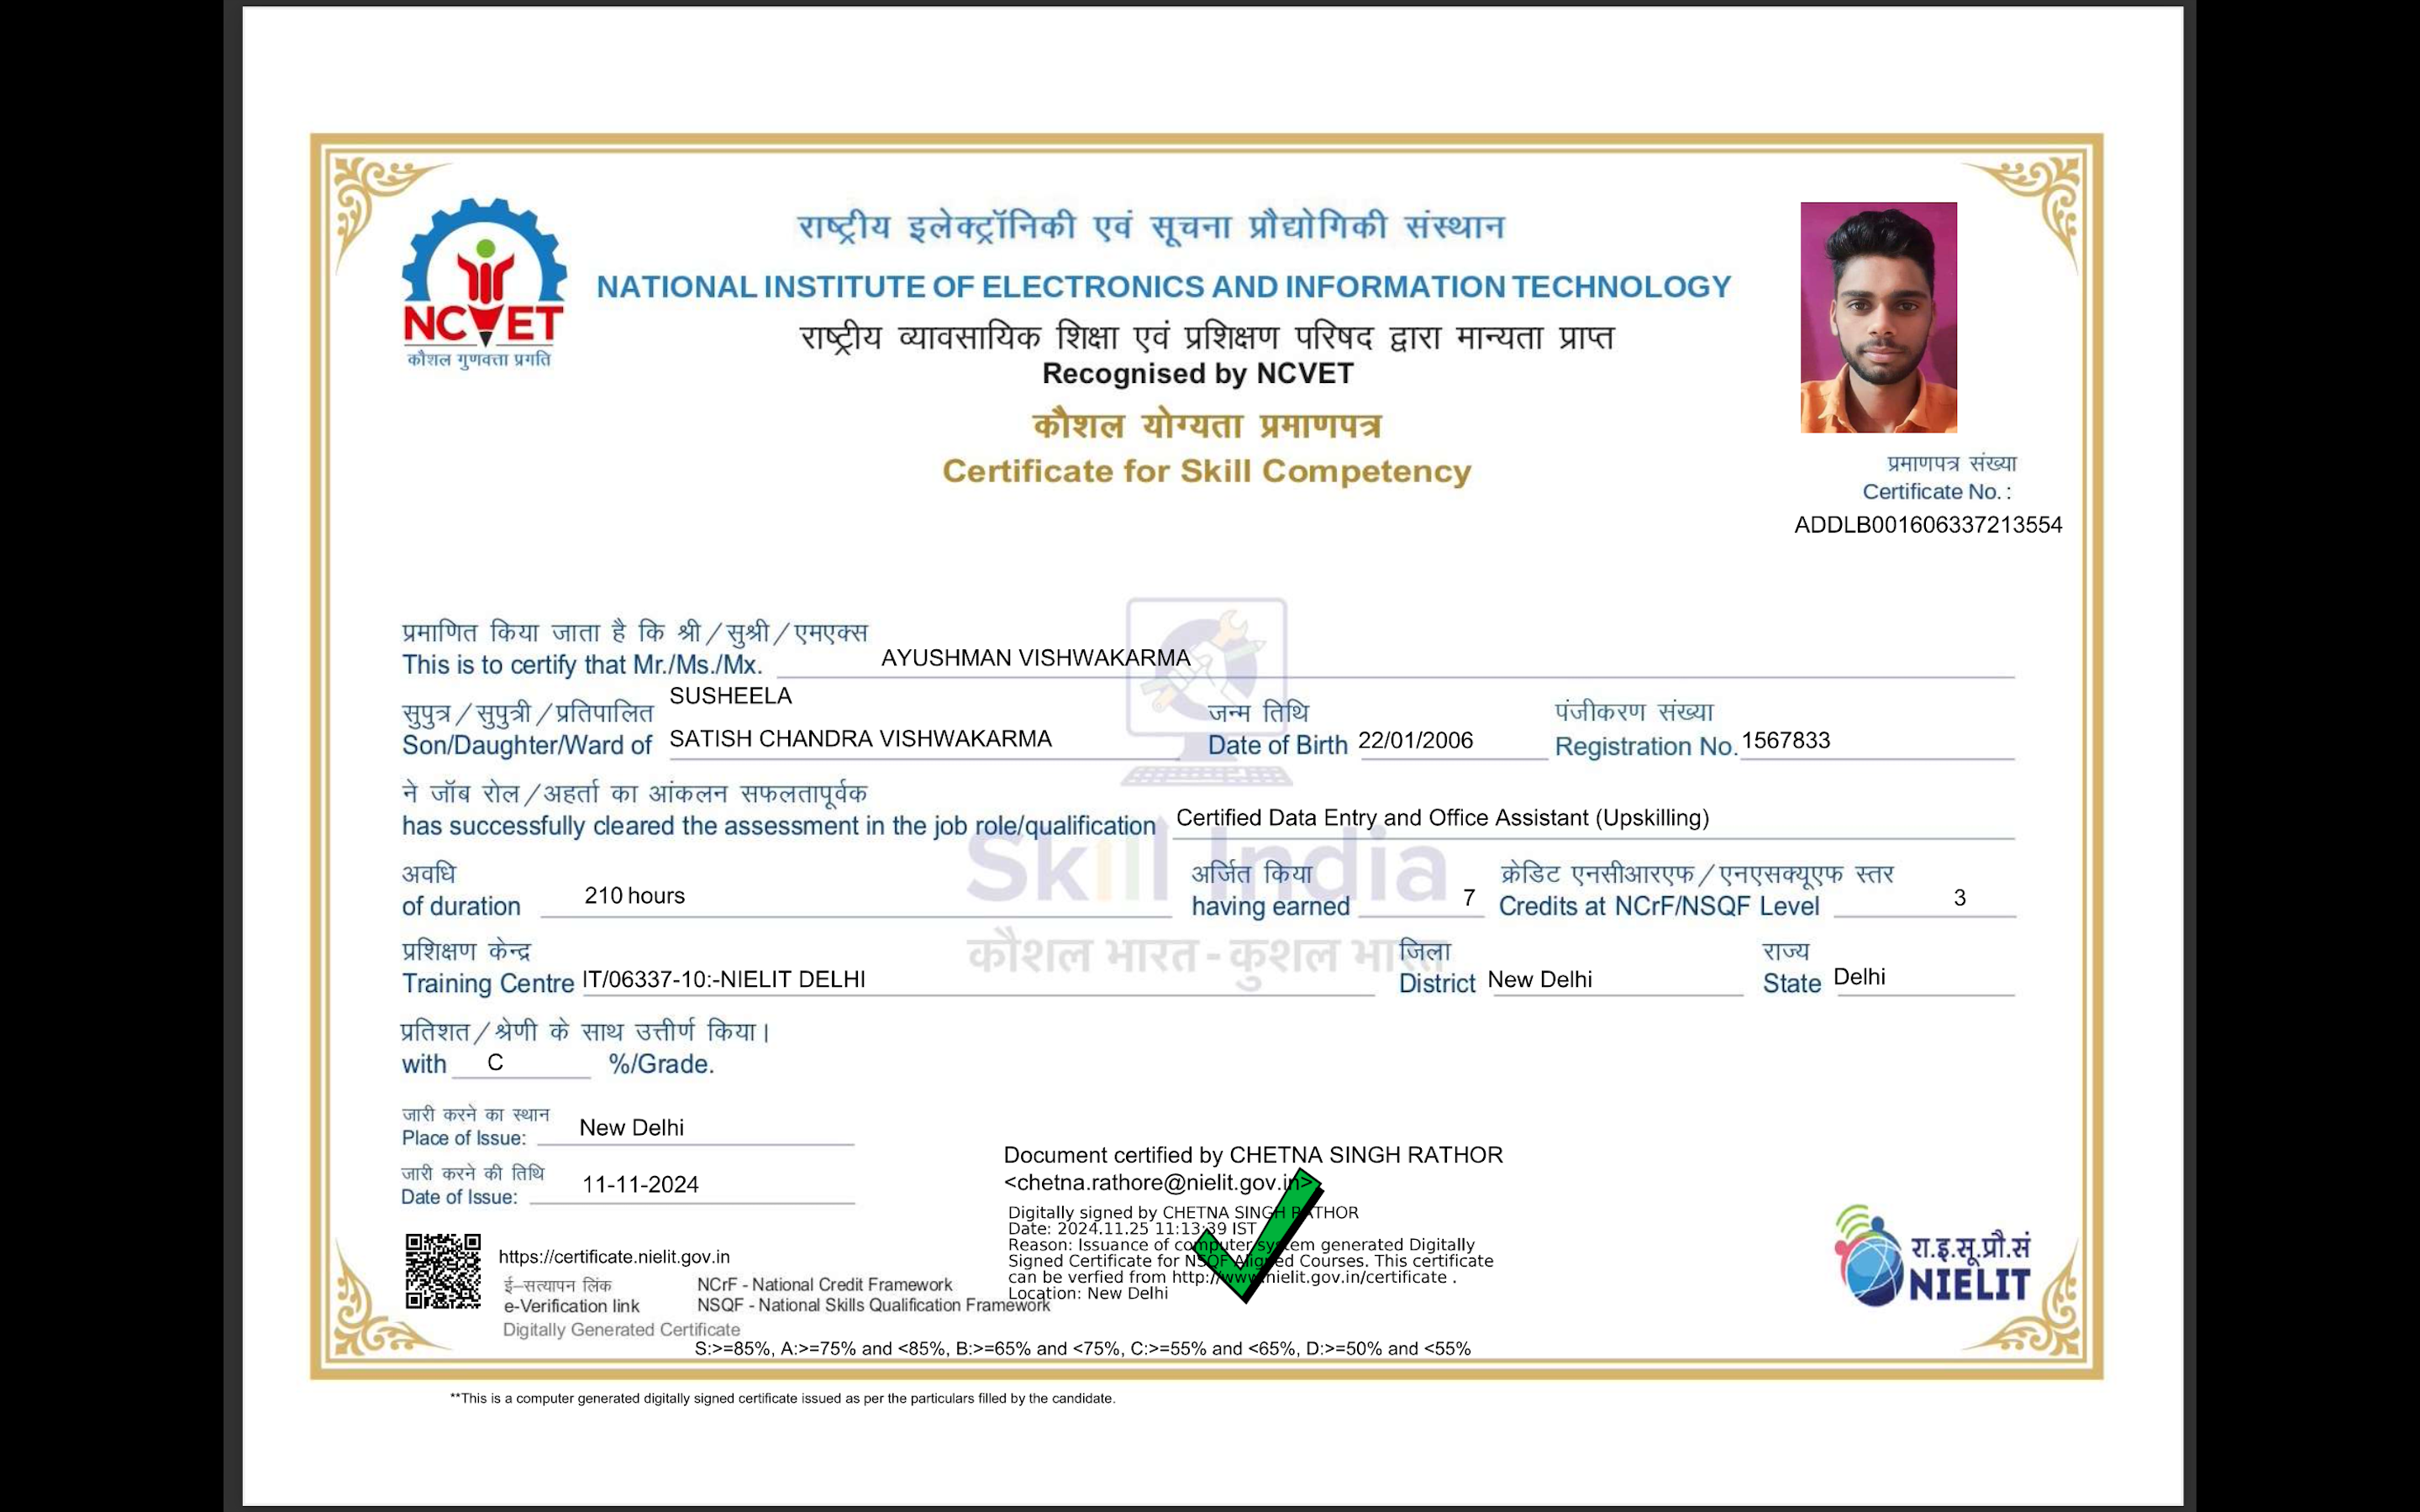 राष्ट्रीय इलेक्ट्रॉनिकी एवं सूचना प्रौद्योगिकी संस्थान
NATIONAL INSTITUTE OF ELECTRONICS AND INFORMATION TECHNOLOGY
राष्ट्रीय व्यावसायिक शिक्षा एवं प्रशिक्षण परिषद द्वारा मान्यता प्राप्त
Recognised by NCVET
NCVET
कौशल गुणवत्ता प्रगति
कौशल योग्यता प्रमाणपत्र
Certificate for Skill Competency
प्रमाणपत्र संख्या
Certificate No. :
ADDLB001606337213554
प्रमाणित किया जाता है कि श्री/सुश्री/एमएक्स
This is to certify that Mr./Ms./Mx. AYUSHMAN VISHWAKARMA
SUSHEELA
सुपुत्र/सुपुत्री/प्रतिपालित जन्म तिथि पंजीकरण संख्या
Son/Daughter/Ward of SATISH CHANDRA VISHWAKARMA Date of Birth 22/01/2006 Registration No. 1567833
ने जॉब रोल/अहर्ता का आंकलन सफलतापूर्वक
has successfully cleared the assessment in the job role/qualification Certified Data Entry and Office Assistant (Upskilling)
Skill India
अवधि अर्जित किया क्रेडिट एनसीआरएफ/एनएसक्यूएफ स्तर
of duration 210 hours having earned 7 Credits at NCrF/NSQF Level 3
कौशल भारत - कुशल भारत
प्रशिक्षण केन्द्र जिला राज्य
Training Centre IT/06337-10:-NIELIT DELHI District New Delhi State Delhi
प्रतिशत/श्रेणी के साथ उत्तीर्ण किया।
with C %/Grade.
जारी करने का स्थान
Place of Issue: New Delhi
जारी करने की तिथि
Date of Issue: 11-11-2024
Document certified by CHETNA SINGH RATHOR
<chetna.rathore@nielit.gov.in>
Digitally signed by CHETNA SINGH RATHOR
Date: 2024.11.25 11:13:39 IST
Reason: Issuance of computer system generated Digitally
Signed Certificate for NSQF Aligned Courses. This certificate
can be verfied from http://www.nielit.gov.in/certificate .
Location: New Delhi
https://certificate.nielit.gov.in
ई–सत्यापन लिंक NCrF - National Credit Framework
e-Verification link NSQF - National Skills Qualification Framework
Digitally Generated Certificate
रा.इ.सू.प्रौ.सं
NIELIT
S:>=85%, A:>=75% and <85%, B:>=65% and <75%, C:>=55% and <65%, D:>=50% and <55%
**This is a computer generated digitally signed certificate issued as per the particulars filled by the candidate.